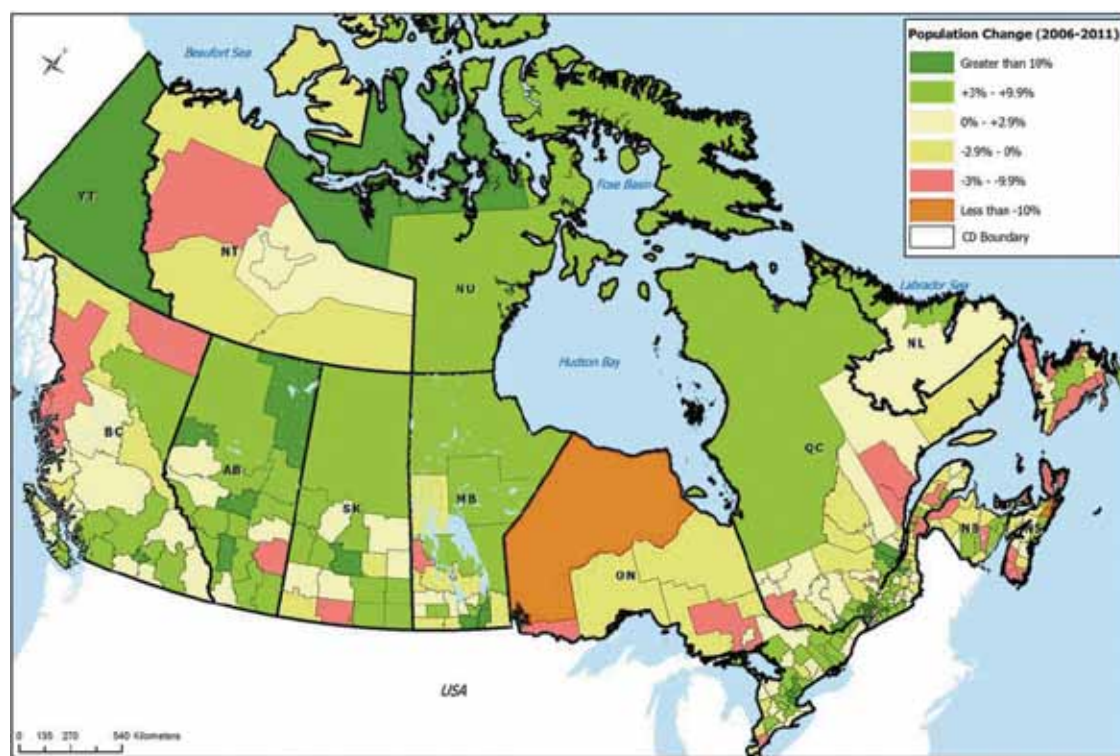 Population Change (2006-2011)
Greater than 10%
+3% - +9.9%
0% - +2.9%
-2.9% - 0%
-3% - -9.9%
Less than -10%
CD Boundary
Beaufort Sea
Foxe Basin
Labrador Sea
Hudson Bay
YT
NT
NU
NL
BC
AB
SK
MB
ON
QC
NB
NS
USA
0 135 270 540 Kilometers